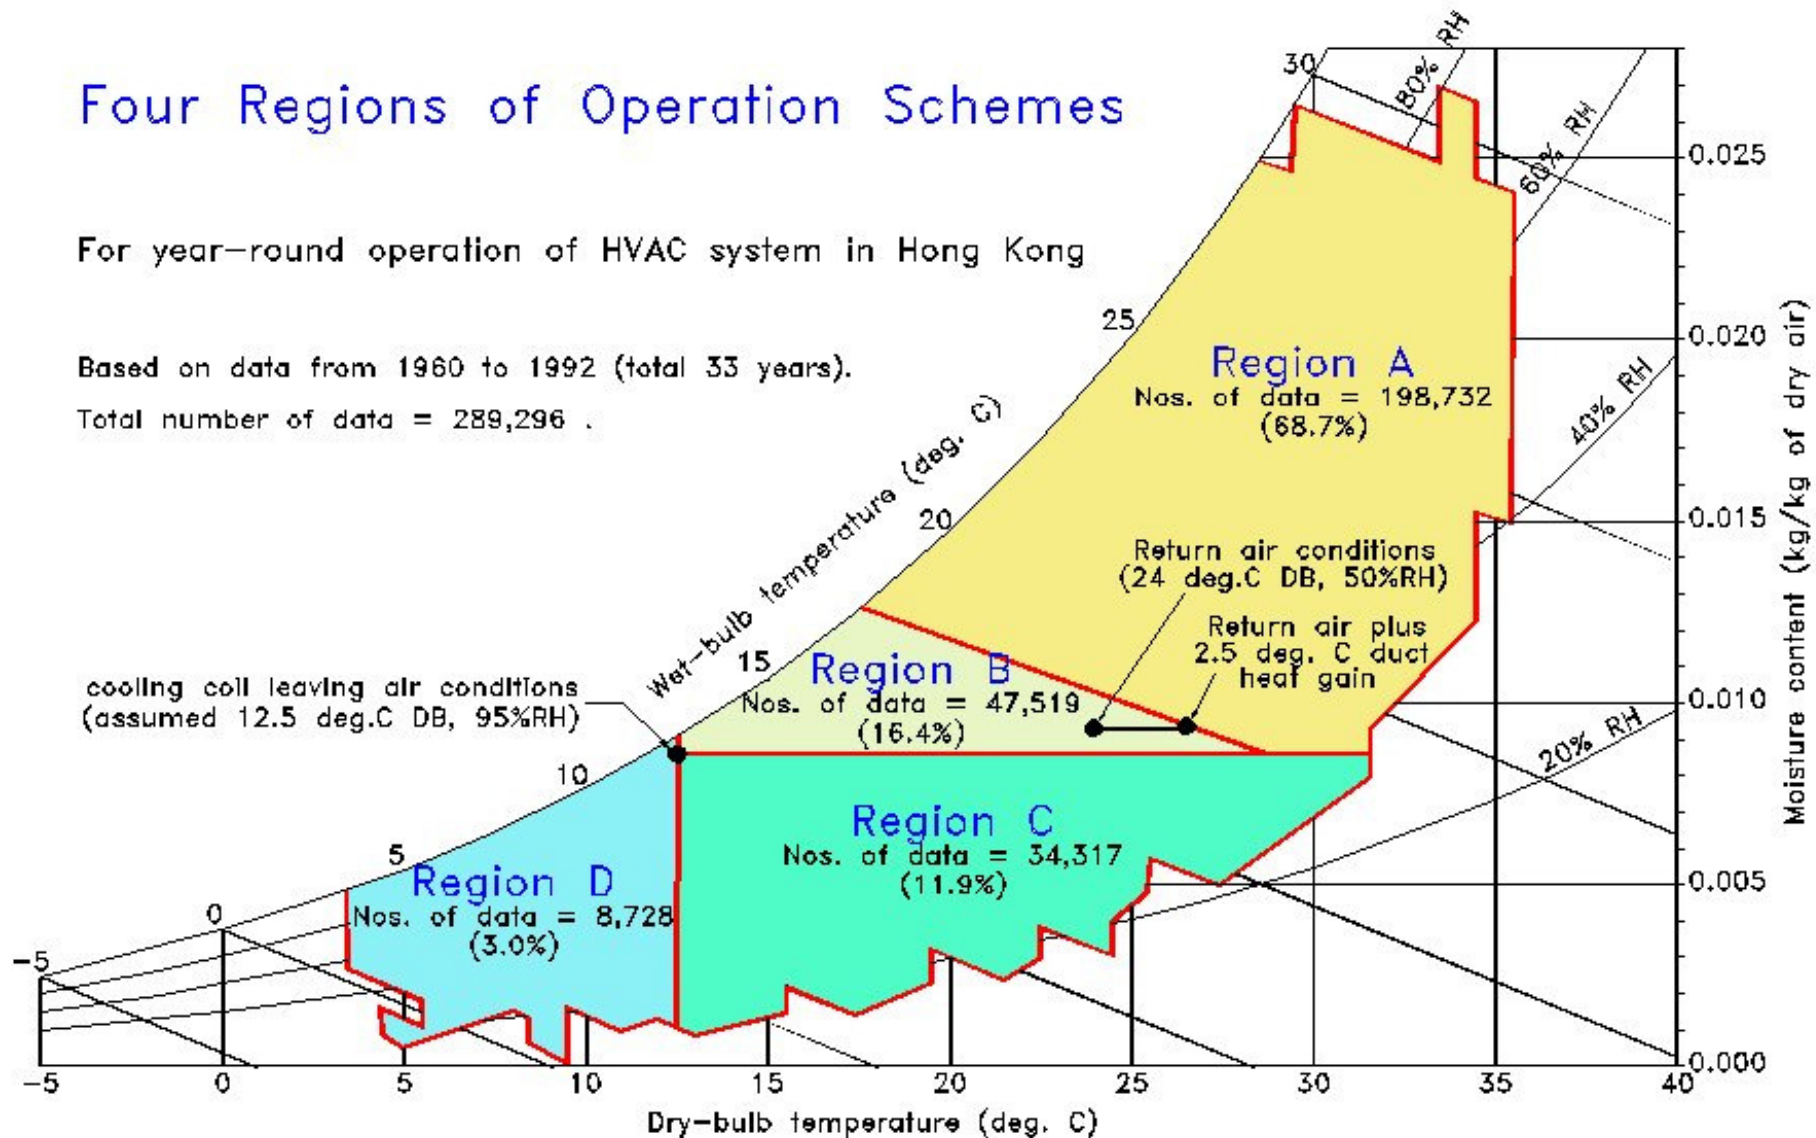 Four Regions of Operation Schemes
For year-round operation of HVAC system in Hong Kong
Based on data from 1960 to 1992 (total 33 years).
Total number of data = 289,296 .
Wet-bulb temperature (deg. C)
-5
0
5
10
15
20
25
30
80% RH
60% RH
40% RH
20% RH
Region A
Nos. of data = 198,732
(68.7%)
Return air conditions
(24 deg.C DB, 50%RH)
Return air plus
2.5 deg. C duct
heat gain
Region B
Nos. of data = 47,519
(16.4%)
cooling coil leaving air conditions
(assumed 12.5 deg.C DB, 95%RH)
Region C
Nos. of data = 34,317
(11.9%)
Region D
Nos. of data = 8,728
(3.0%)
0.025
0.020
0.015
0.010
0.005
0.000
Moisture content (kg/kg of dry air)
-5 0 5 10 15 20 25 30 35 40
Dry-bulb temperature (deg. C)